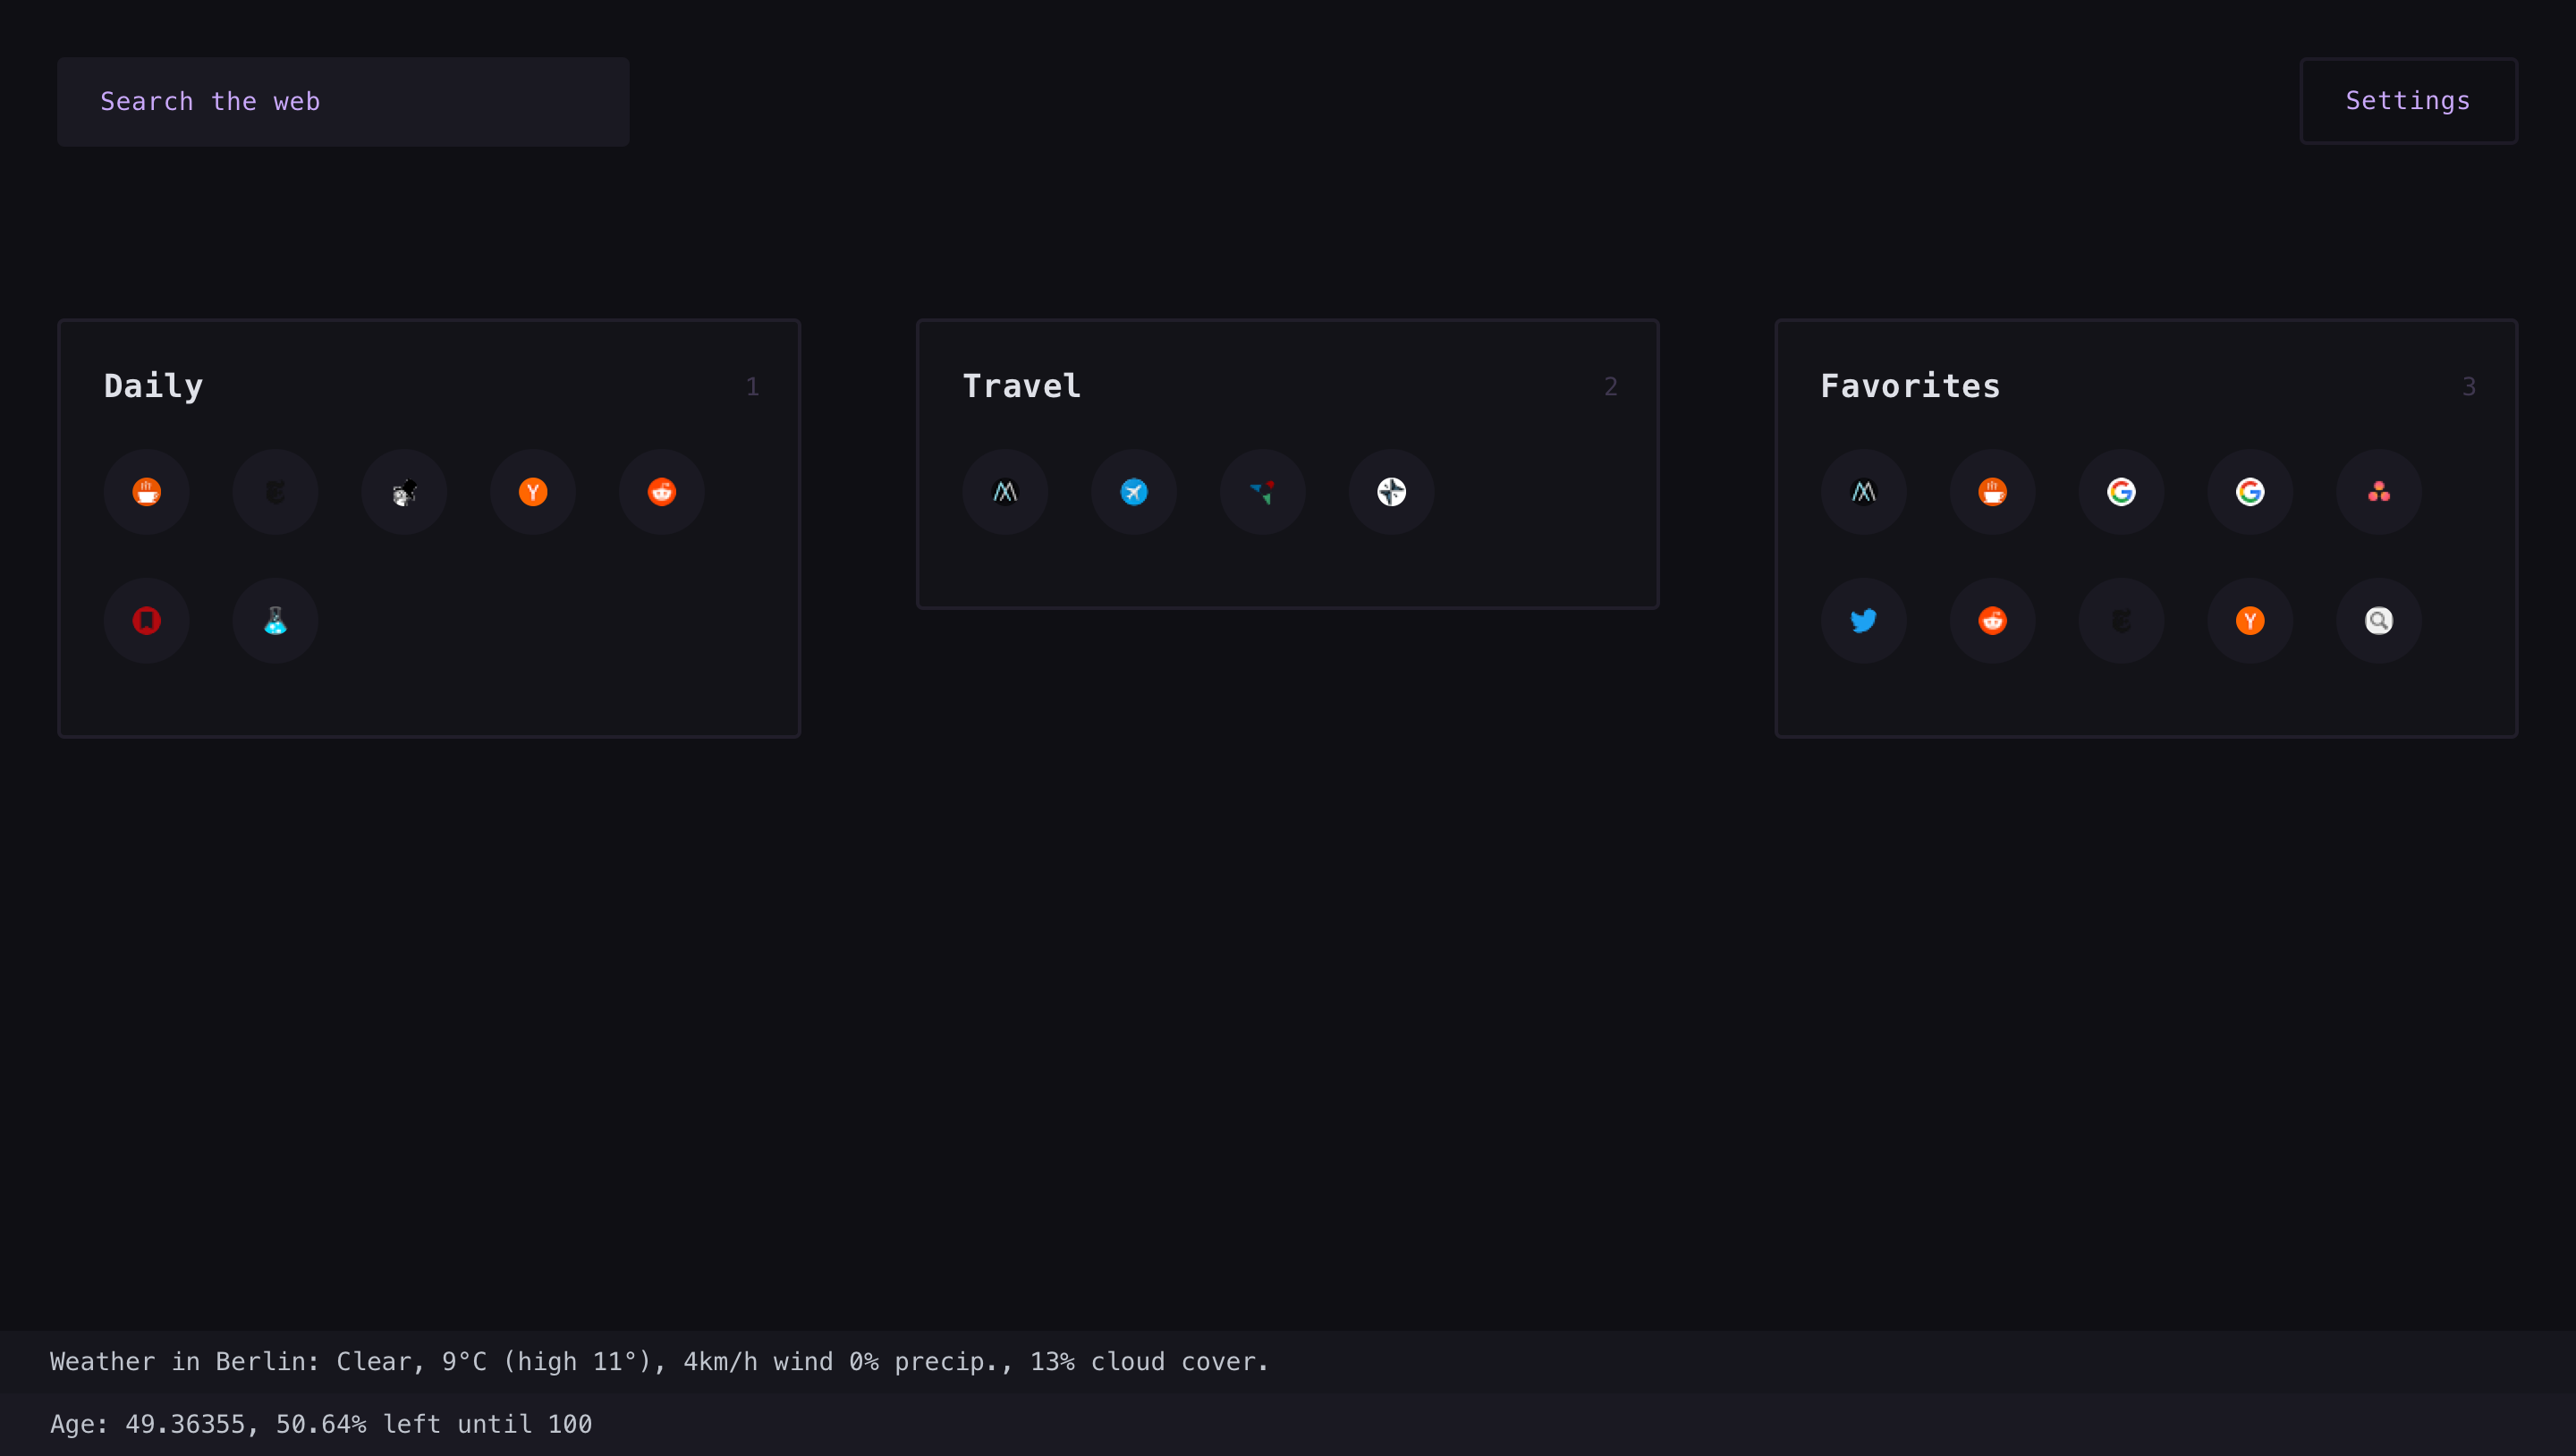 Search the web
Settings
Daily
1
Travel
2
Favorites
3
Weather in Berlin: Clear, 9°C (high 11°), 4km/h wind 0% precip., 13% cloud cover.
Age: 49.36355, 50.64% left until 100